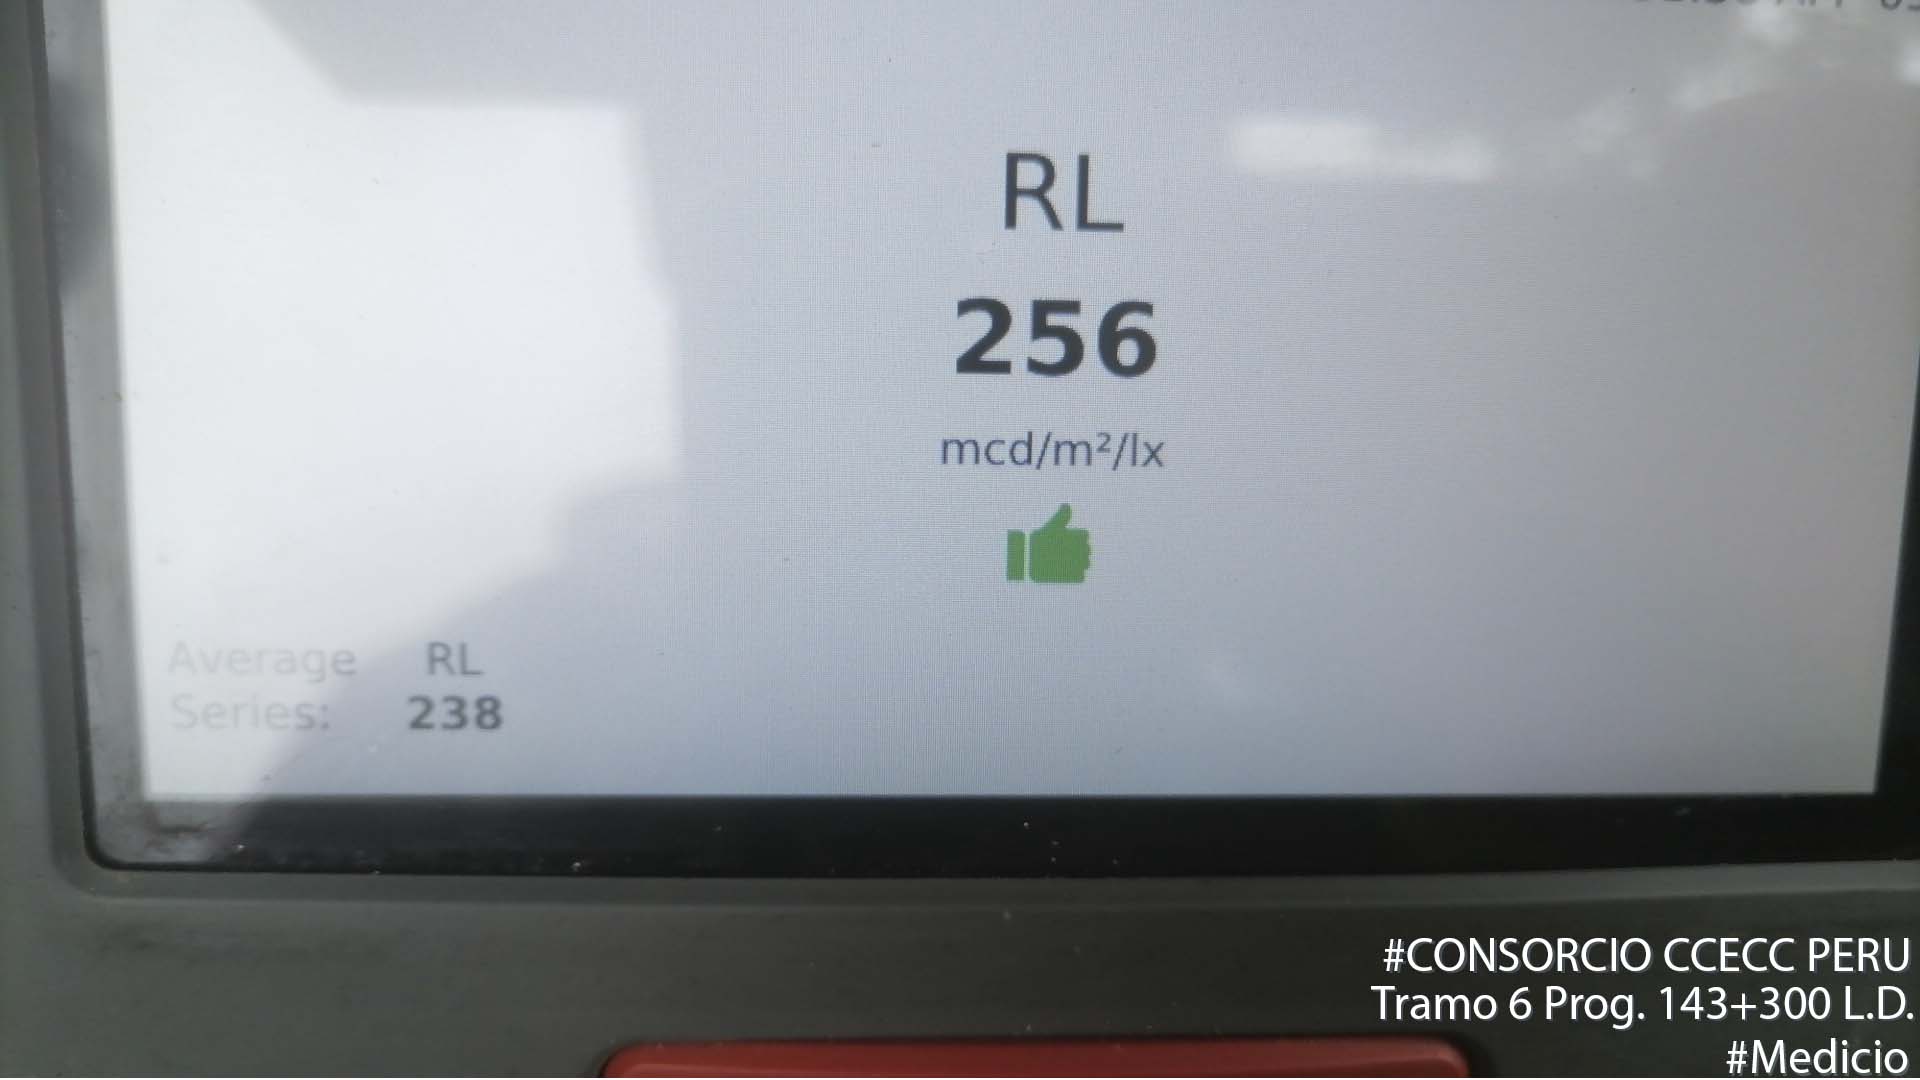 RL
256
mcd/m²/lx
Average RL
Series: 238
#CONSORCIO CCECC PERU
Tramo 6 Prog. 143+300 L.D.
#Medicio